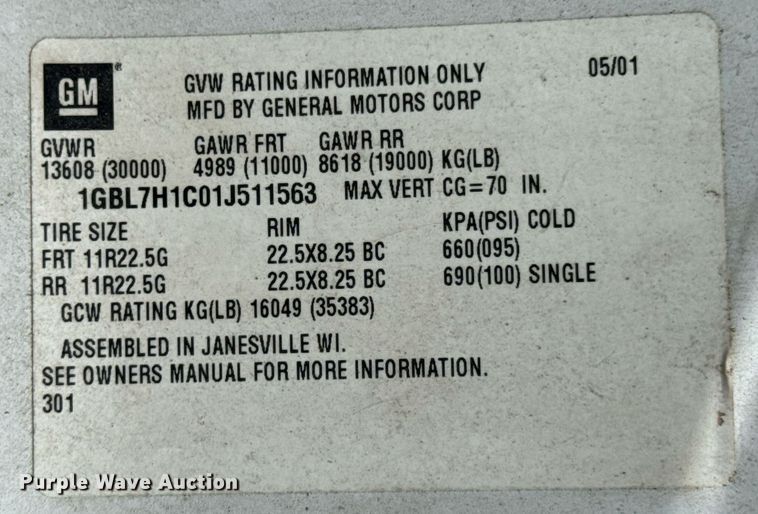 GM® GVW RATING INFORMATION ONLY 05/01
MFD BY GENERAL MOTORS CORP
GVWR GAWR FRT GAWR RR
13608 (30000) 4989 (11000) 8618 (19000) KG(LB)
1GBL7H1C01J511563 MAX VERT CG=70 IN.
TIRE SIZE RIM KPA(PSI) COLD
FRT 11R22.5G 22.5X8.25 BC 660(095)
RR 11R22.5G 22.5X8.25 BC 690(100) SINGLE
GCW RATING KG(LB) 16049 (35383)
ASSEMBLED IN JANESVILLE WI.
SEE OWNERS MANUAL FOR MORE INFORMATION.
301
Purple Wave Auction